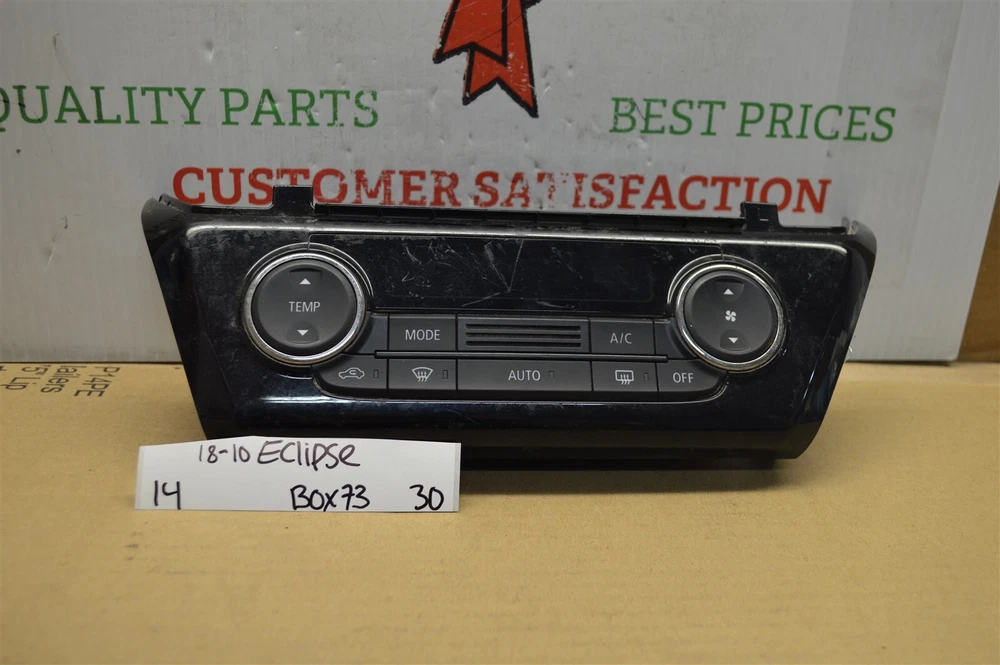 QUALITY PARTS
BEST PRICES
CUSTOMER SATISFACTION
TEMP
MODE
A/C
AUTO
OFF
18-10 Eclipse
14 Box73 30